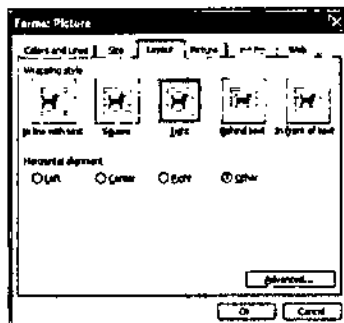 Format Picture
Colors and Lines Size Layout Picture Web
Wrapping style
In line with text Square Tight Behind text In front of text
Horizontal alignment
Left Center Right Other
Advanced...
OK Cancel